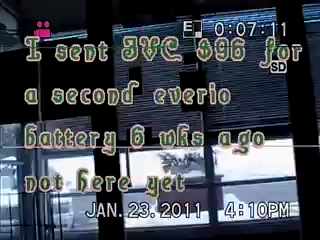 E 0:07:11
I sent JVC $96 for
SD
a second everio
battery 6 wks ago
not here yet
JAN. 23. 2011 4:10PM